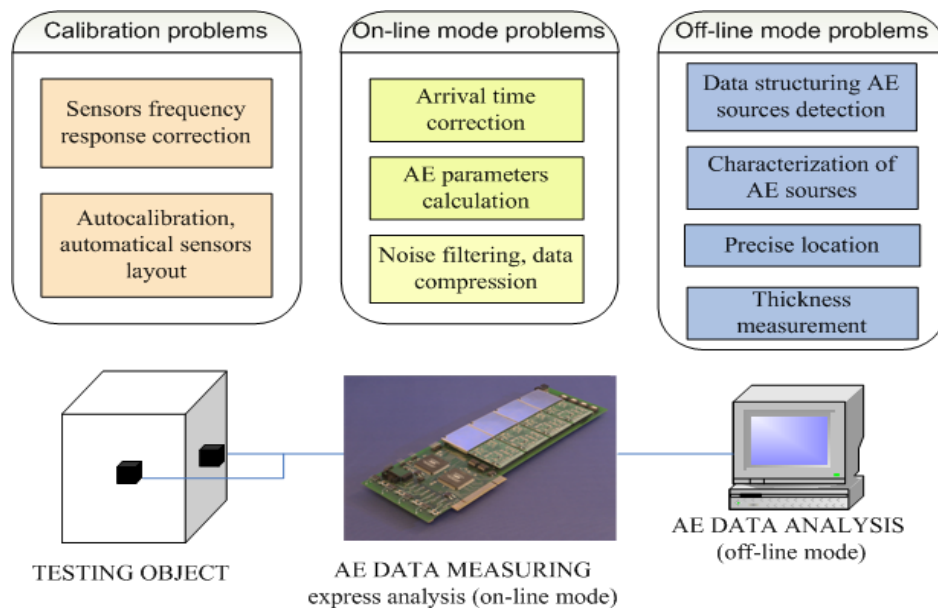 Calibration problems
Sensors frequency
response correction
Autocalibration,
automatical sensors
layout
On-line mode problems
Arrival time
correction
AE parameters
calculation
Noise filtering, data
compression
Off-line mode problems
Data structuring AE
sources detection
Characterization of
AE sourses
Precise location
Thickness
measurement
TESTING OBJECT
AE DATA MEASURING
express analysis (on-line mode)
AE DATA ANALYSIS
(off-line mode)